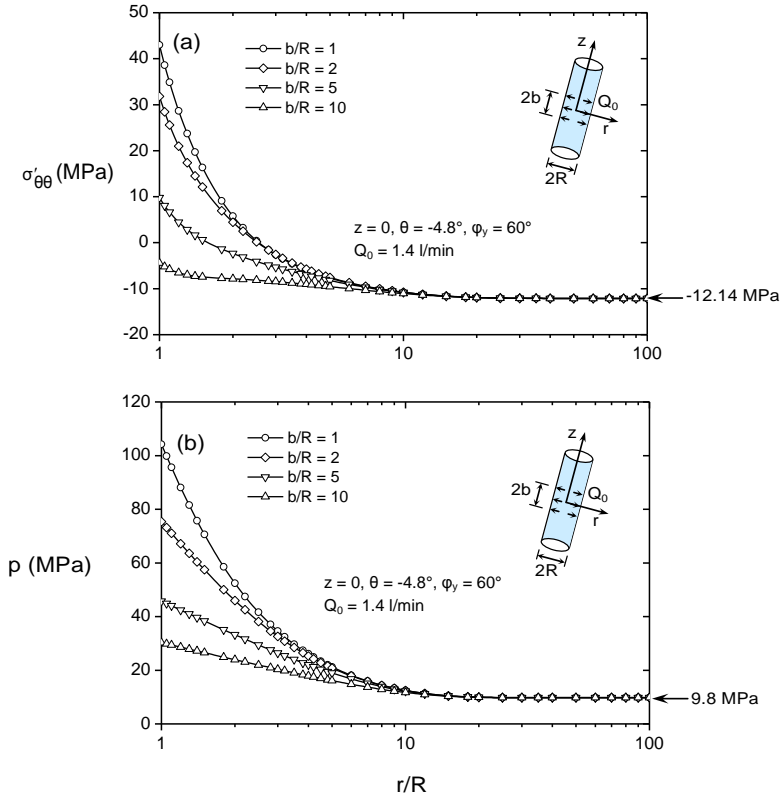 50
40
30
20
10
0
-10
-20
σ'θθ (MPa)
(a)
b/R = 1
b/R = 2
b/R = 5
b/R = 10
z
2b
Q₀
r
2R
z = 0, θ = -4.8°, φy = 60°
Q₀ = 1.4 l/min
-12.14 MPa
1
10
100
120
100
80
60
40
20
0
p (MPa)
(b)
b/R = 1
b/R = 2
b/R = 5
b/R = 10
z
2b
Q₀
r
2R
z = 0, θ = -4.8°, φy = 60°
Q₀ = 1.4 l/min
9.8 MPa
1
10
100
r/R